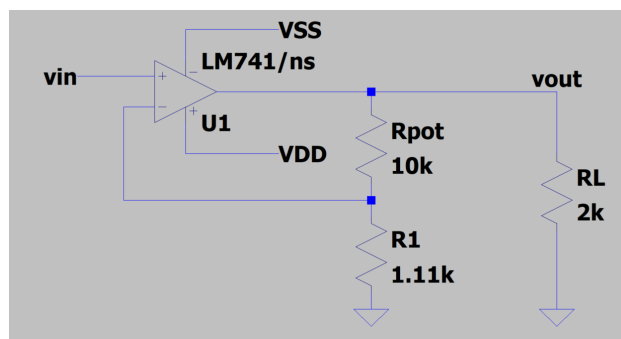 VSS
LM741/ns
vin
vout
U1
Rpot
VDD
10k
RL
2k
R1
1.11k